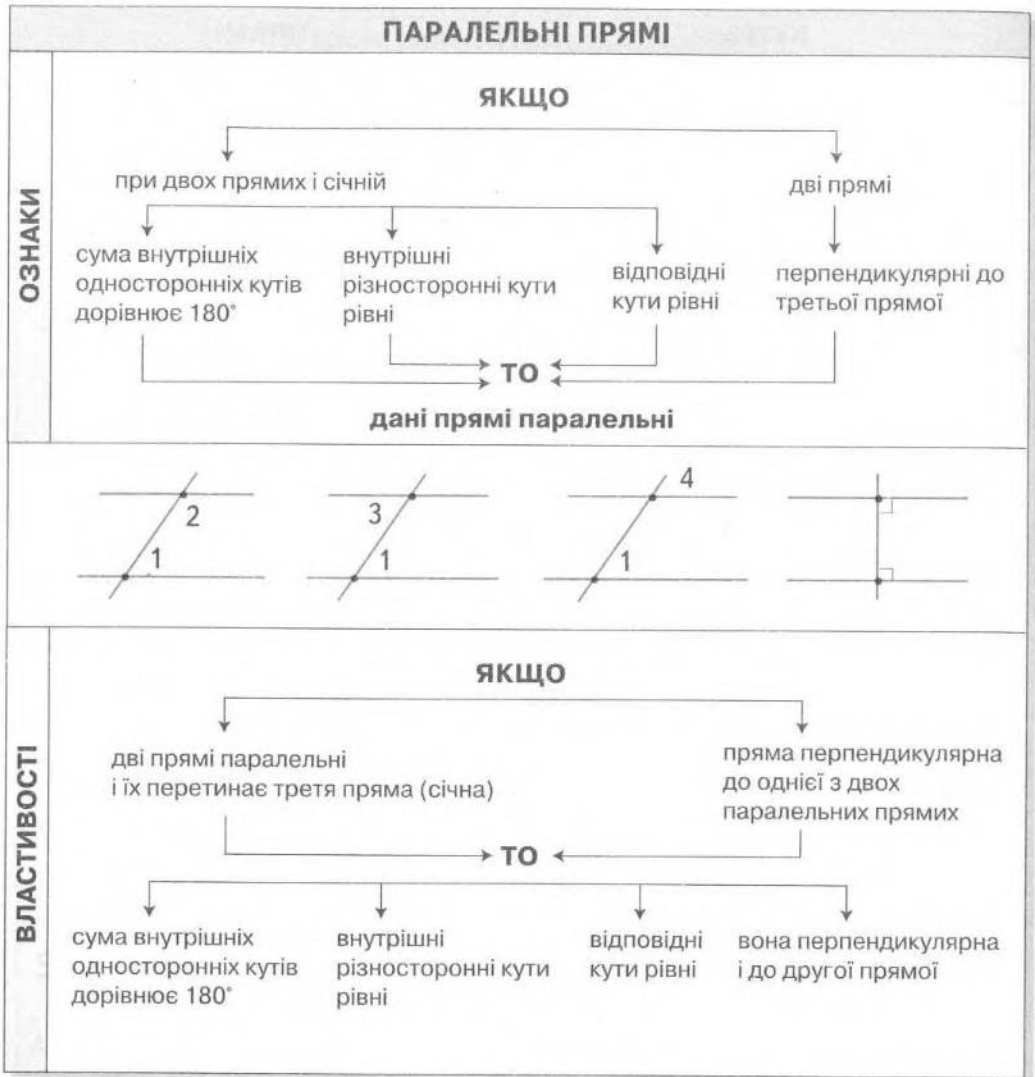 ПАРАЛЕЛЬНІ ПРЯМІ
ОЗНАКИ
ЯКЩО
при двох прямих і січній
дві прямі
сума внутрішніх
односторонніх кутів
дорівнює 180°
внутрішні
різносторонні кути
рівні
відповідні
кути рівні
перпендикулярні до
третьої прямої
ТО
дані прямі паралельні
2
1
3
1
4
1
ВЛАСТИВОСТІ
ЯКЩО
дві прямі паралельні
і їх перетинає третя пряма (січна)
пряма перпендикулярна
до однієї з двох
паралельних прямих
ТО
сума внутрішніх
односторонніх кутів
дорівнює 180°
внутрішні
різносторонні кути
рівні
відповідні
кути рівні
вона перпендикулярна
і до другої прямої